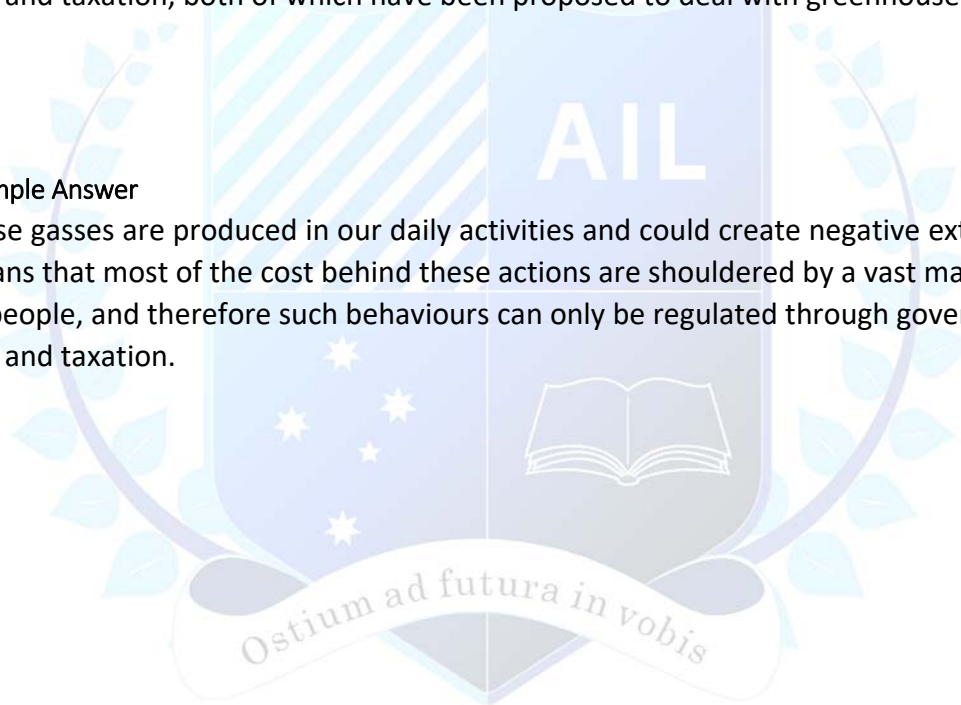 and taxation, both of which have been proposed to deal with greenhouse
AIL
mple Answer
se gasses are produced in our daily activities and could create negative ext
ans that most of the cost behind these actions are shouldered by a vast ma
people, and therefore such behaviours can only be regulated through gover
and taxation.
Ostium ad futura in vobis